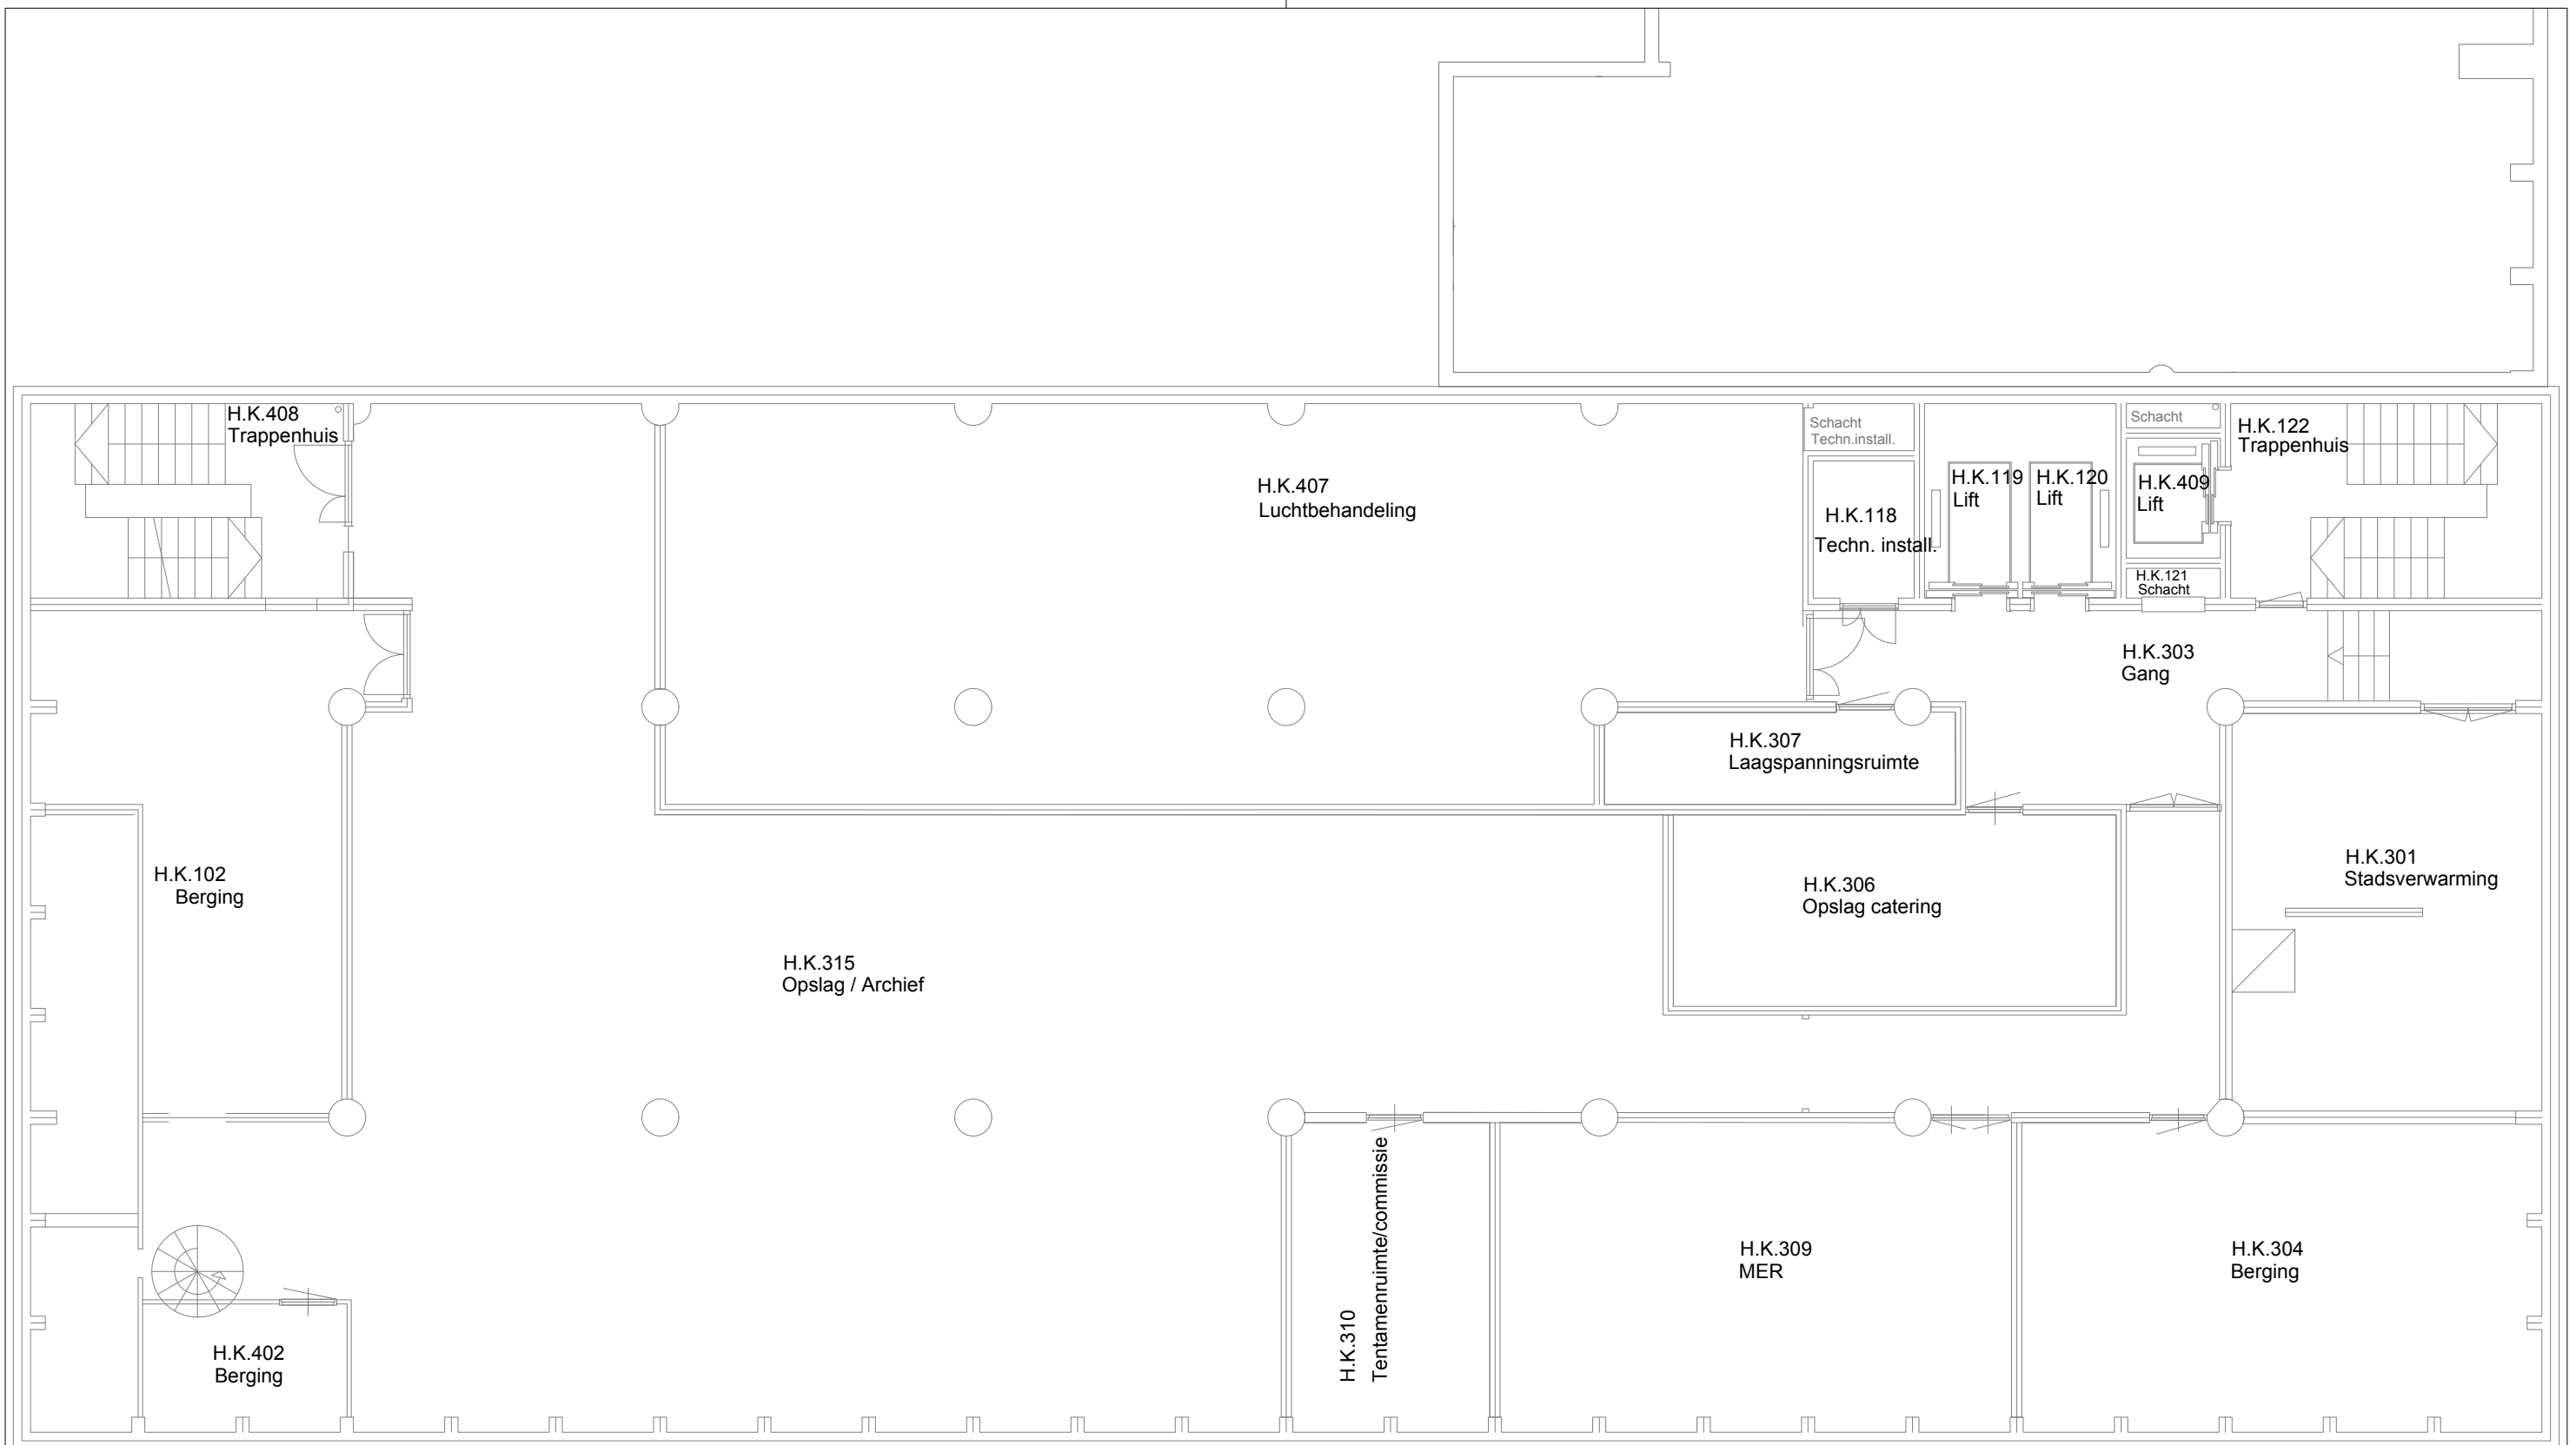 H.K.408
Trappenhuis
H.K.407
Luchtbehandeling
Schacht
Techn.install.
H.K.118
Techn. install.
H.K.119
Lift
H.K.120
Lift
Schacht
H.K.409
Lift
H.K.121
Schacht
H.K.122
Trappenhuis
H.K.303
Gang
H.K.307
Laagspanningsruimte
H.K.102
Berging
H.K.306
Opslag catering
H.K.301
Stadsverwarming
H.K.315
Opslag / Archief
H.K.402
Berging
H.K.310
Tentamenruimte/commissie
H.K.309
MER
H.K.304
Berging